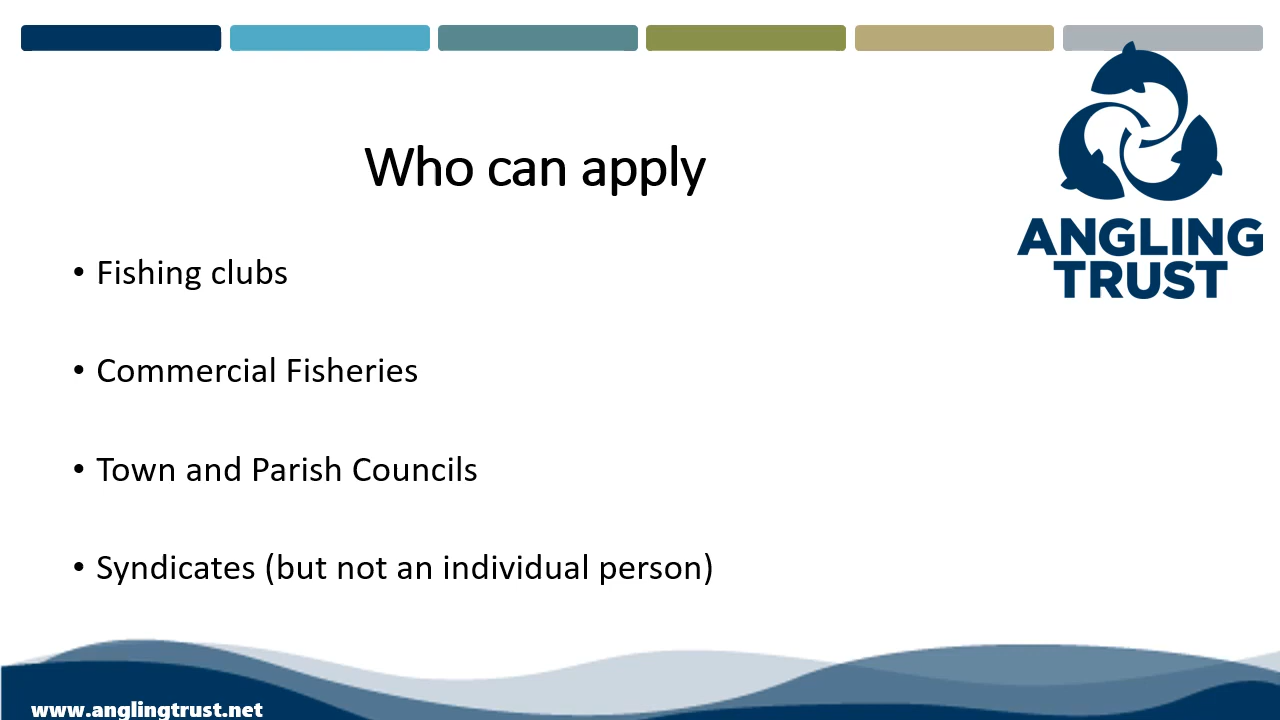 Who can apply
ANGLING
TRUST
• Fishing clubs
• Commercial Fisheries
• Town and Parish Councils
• Syndicates (but not an individual person)
www.anglingtrust.net